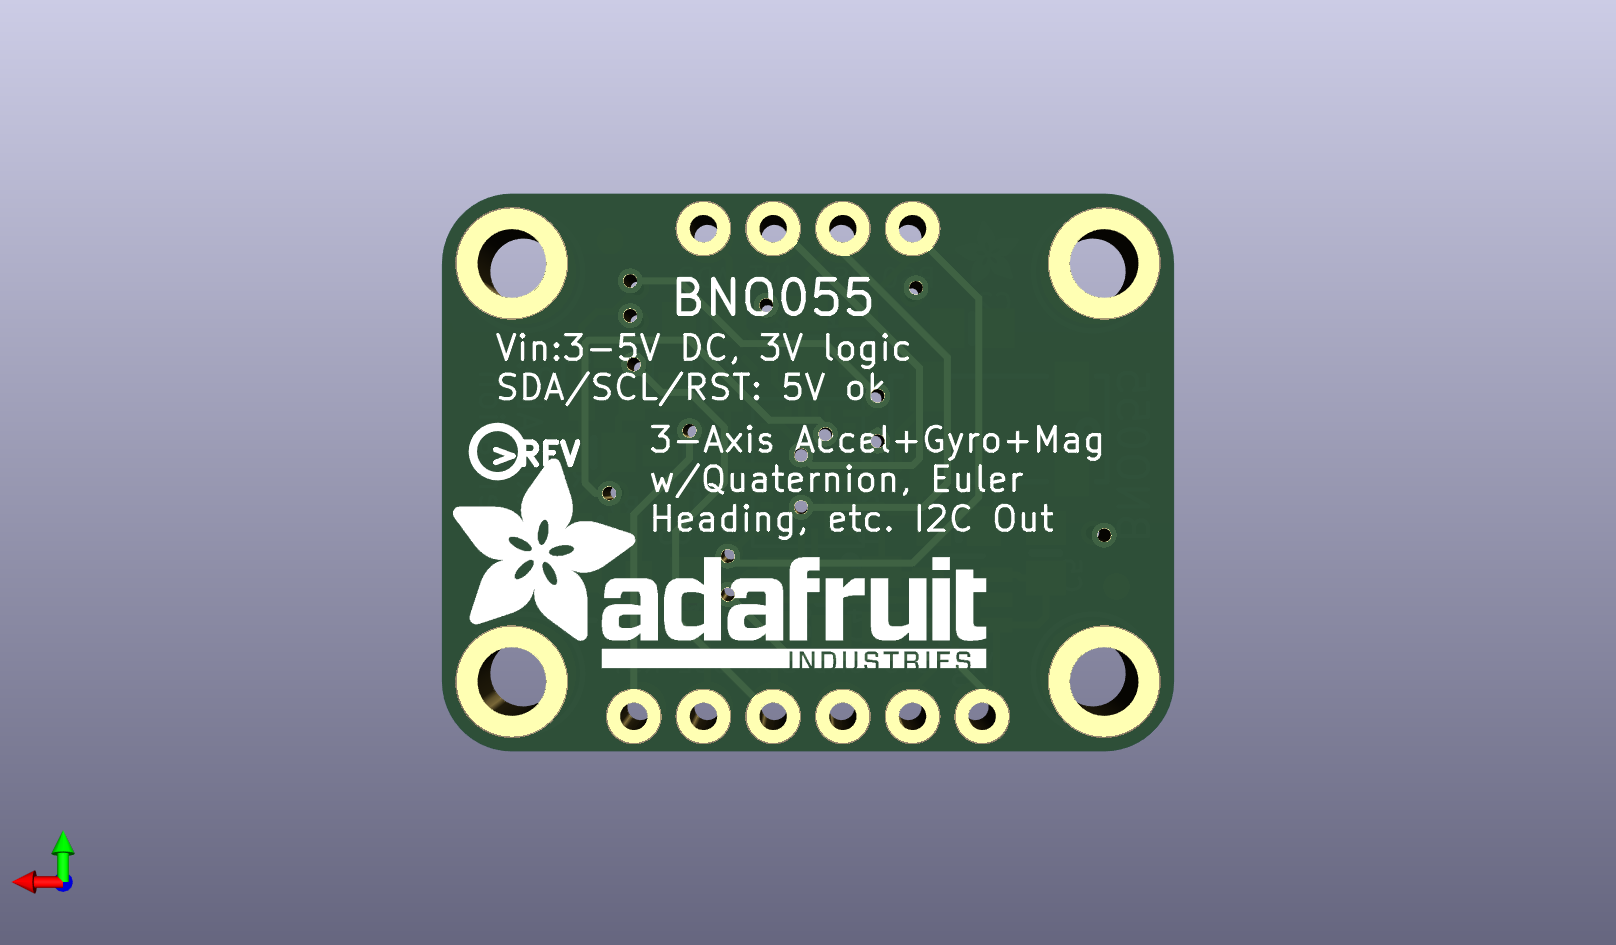 BNO055
Vin:3-5V DC, 3V logic
SDA/SCL/RST: 5V ok
>REV
3-Axis Accel+Gyro+Mag
w/Quaternion, Euler
Heading, etc. I2C Out
adafruit
INDUSTRIES